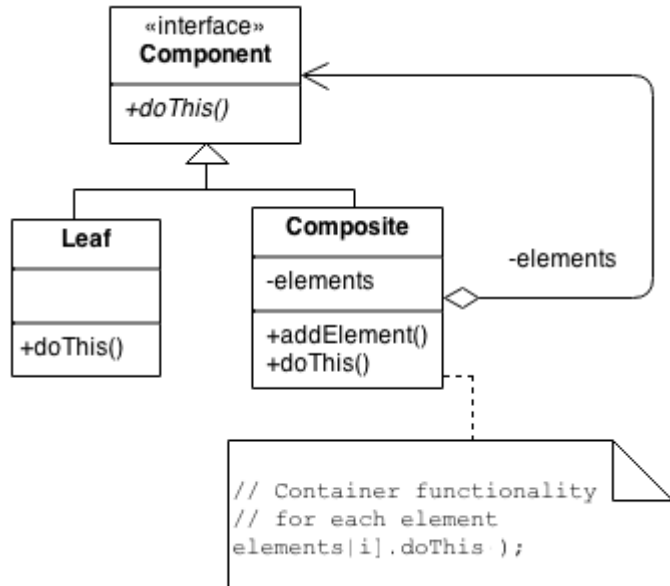 «interface»
Component
+doThis()
Leaf
+doThis()
Composite
-elements
+addElement()
+doThis()
-elements
// Container functionality
// for each element
elements[i].doThis );